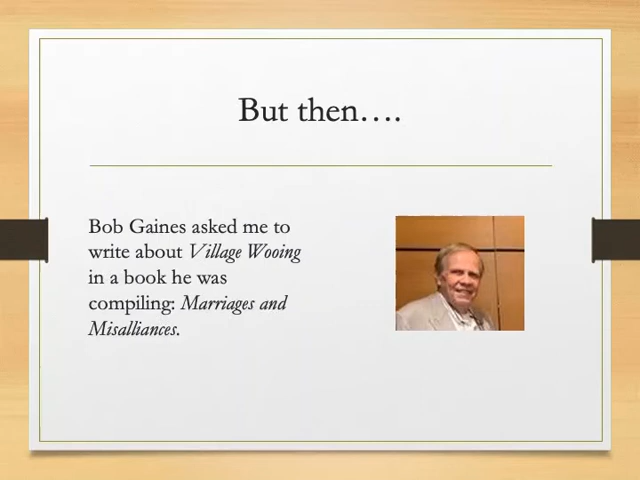 But then….
Bob Gaines asked me to
write about Village Wooing
in a book he was
compiling: Marriages and
Misalliances.